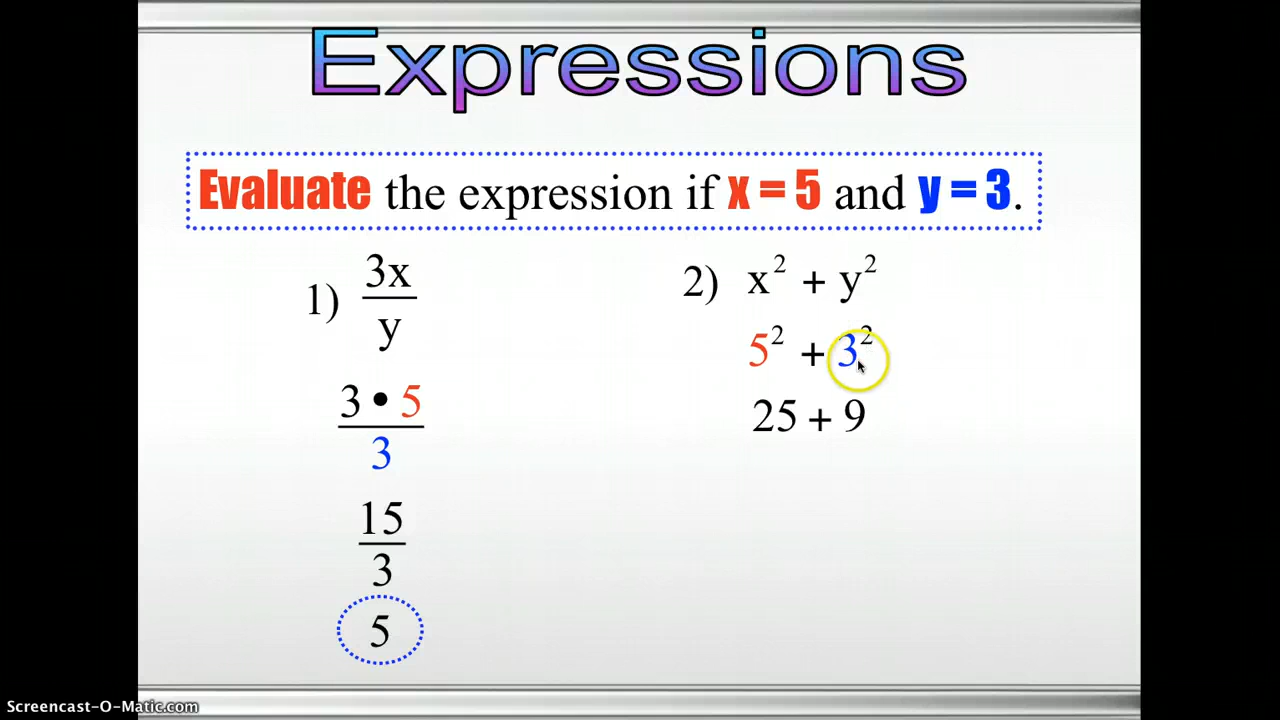 Expressions
Evaluate the expression if x = 5 and y = 3.
1) 3x
y
3 • 5
3
15
3
5
2) x² + y²
5² + 3²
25 + 9
Screencast-O-Matic.com